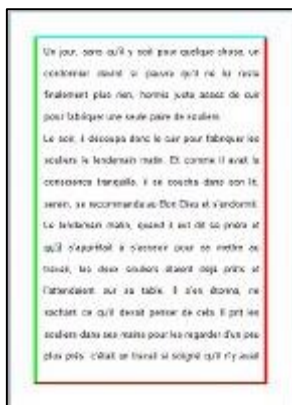 Un jour, sans qu'il y soit pour quelque chose, un
cordonnier devint si pauvre qu'il ne lui resta
finalement plus rien, hormis juste assez de cuir
pour fabriquer une seule paire de souliers.
Le soir, il découpa donc le cuir pour fabriquer les
souliers le lendemain matin. Et comme il avait la
conscience tranquille, il se coucha dans son lit,
serein, se recommanda au Bon Dieu et s'endormit.
Le lendemain matin, quand il eut dit sa prière et
qu'il s'apprêtait à s'asseoir pour se mettre au
travail, les deux souliers étaient déjà prêts et
l'attendaient sur sa table. Il s'en étonna, ne
sachant ce qu'il devait penser de cela. Il prit les
souliers dans ses mains pour les regarder d'un peu
plus près : c'était un travail si soigné qu'il n'y avait